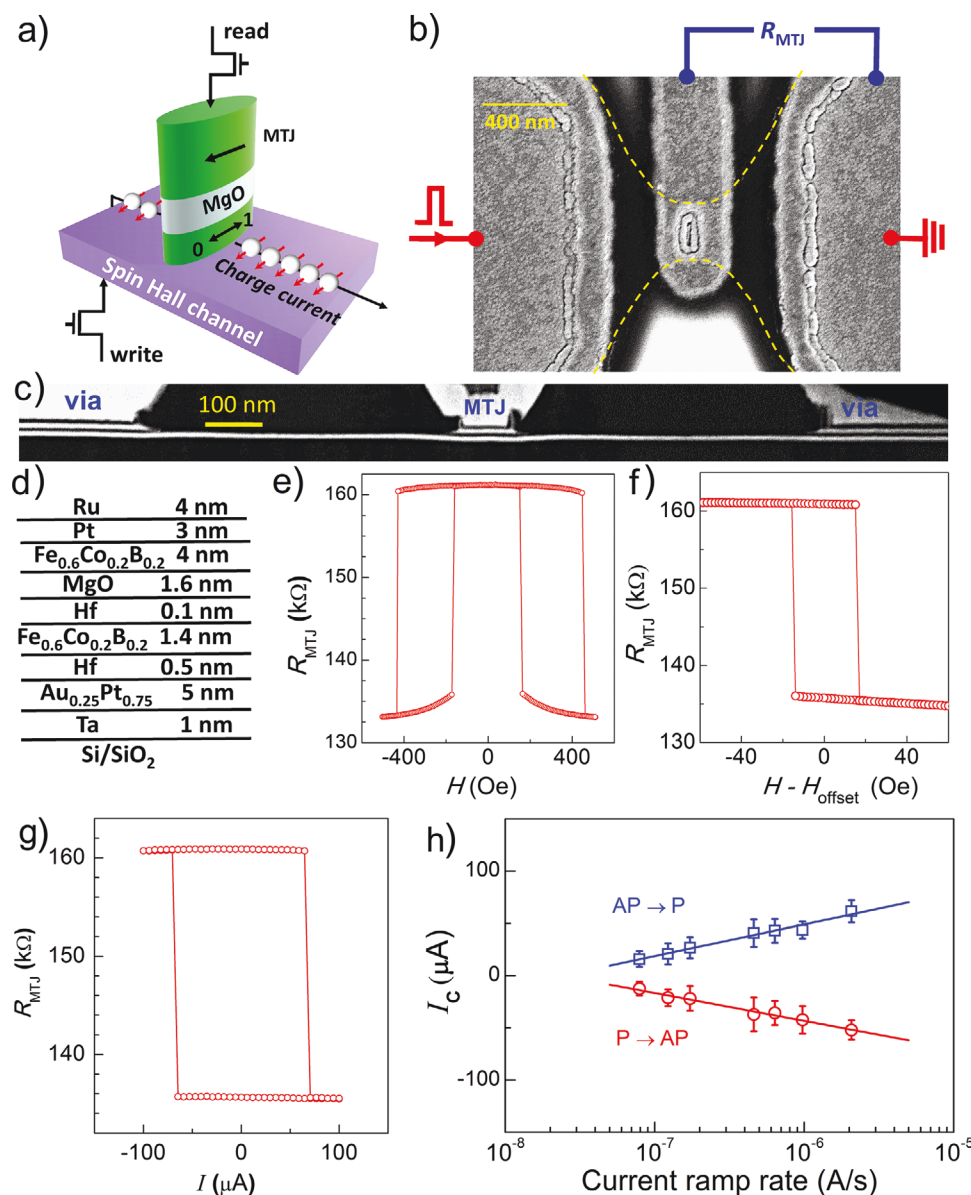 a)
read
MTJ
MgO
0 1
Charge current
Spin Hall channel
write
b)
R_MTJ
400 nm
c)
via
100 nm
MTJ
via
d)
Ru 4 nm
Pt 3 nm
Fe₀.₆Co₀.₂B₀.₂ 4 nm
MgO 1.6 nm
Hf 0.1 nm
Fe₀.₆Co₀.₂B₀.₂ 1.4 nm
Hf 0.5 nm
Au₀.₂₅Pt₀.₇₅ 5 nm
Ta 1 nm
Si/SiO₂
e)
160
150
140
130
R_MTJ (kΩ)
-400 0 400
H (Oe)
f)
160
150
140
130
R_MTJ (kΩ)
-40 0 40
H - H_offset (Oe)
g)
160
152
144
136
R_MTJ (kΩ)
-100 0 100
I (μA)
h)
100
0
-100
I_c (μA)
AP → P
P → AP
10⁻⁸ 10⁻⁷ 10⁻⁶ 10⁻⁵
Current ramp rate (A/s)